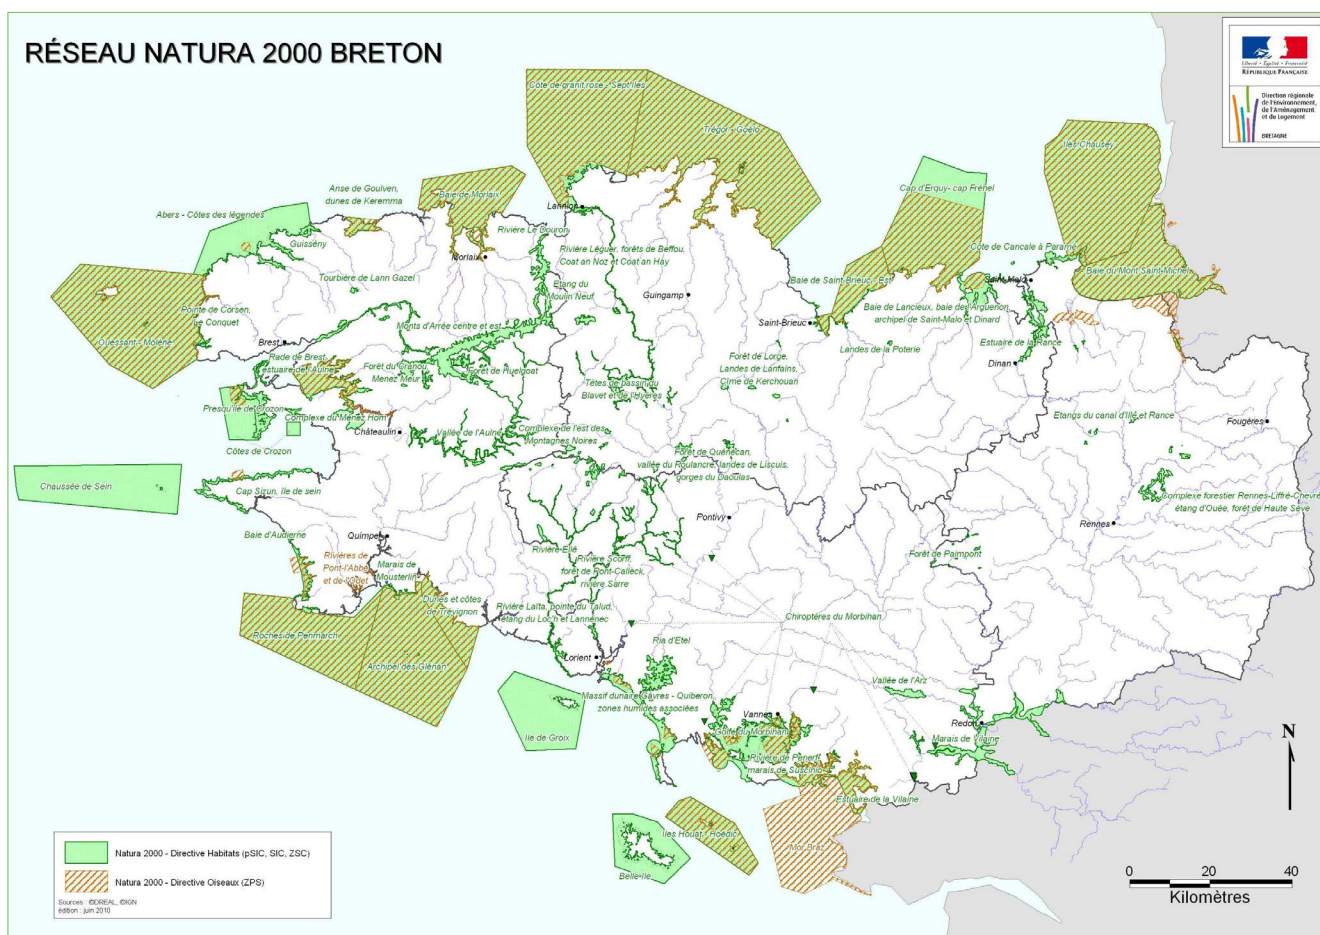 RÉSEAU NATURA 2000 BRETON
Liberté • Égalité • Fraternité
RÉPUBLIQUE FRANÇAISE
Direction régionale
de l'Environnement,
de l'Aménagement
et du Logement
BRETAGNE
Côte de granit rose - Sept Iles
Trégor - Goëlo
Iles Chausey
Cap d'Erquy- cap Fréhel
Anse de Goulven,
dunes de Keremma
Baie de Morlaix
Abers - Côtes des légendes
Lannion
Rivière Le Douron
Guissény
Morlaix
Rivière Léguer, forêts de Beffou,
Coat an Noz et Coat an Hay
Côte de Cancale à Paramé
Baie du Mont Saint-Michel
Saint-Malo
Tourbière de Lann Gazel
Etang du
Moulin Neuf
Guingamp
Baie de Saint-Brieuc - Est
Pointe de Corsen,
Le Conquet
Baie de Lancieux, baie de l'Arguenon,
archipel de Saint-Malo et Dinard
Saint-Brieuc
Monts d'Arrée centre et est
Ouessant - Molène
Brest
Estuaire de la Rance
Landes de la Poterie
Rade de Brest,
estuaire de l'Aulne
Forêt du Cranou,
Menez Meur
Forêt de Huelgoat
Forêt de Lorge,
Landes de Lanfains,
Cime de Kerchouan
Dinan
Têtes de bassin du
Blavet et de l'Hyères
Presqu'île de Crozon
Complexe du Menez Hom
Etangs du canal d'Ille et Rance
Fougères
Châteaulin
Vallée de l'Aulne
Complexe de l'est des
Montagnes Noires
Côtes de Crozon
Forêt de Quénécan,
vallée du Poulancre, landes de Liscuis,
gorges du Daoulas
Chaussée de Sein
Cap Sizun, Ile de sein
Complexe forestier Rennes-Liffré-Chevré,
étang d'Ouée, forêt de Haute Sève
Pontivy
Rennes
Baie d'Audierne
Quimper
Rivière Ellé
Forêt de Paimpont
Rivières de
Pont-l'Abbé
et de l'Odet
Marais de
Mousterlin
Rivière Scorff,
forêt de Pont-Calleck,
rivière Sarre
Dunes et côtes
de Trévignon
Rivière Laïta, pointe du Talud,
étang du Loc'h et Lannenec
Chiroptères du Morbihan
Roches de Penmarch
Archipel des Glénan
Ria d'Etel
Lorient
Vallée de l'Arz
Massif dunaire Gâvres - Quiberon,
zones humides associées
Vannes
Redon
Ile de Groix
Golfe du Morbihan
Marais de Vilaine
Rivière de Penerf,
marais de Suscinio
Estuaire de la Vilaine
Iles Houat - Hoëdic
Mor Braz
Belle-Ile
N
Natura 2000 - Directive Habitats (pSIC, SIC, ZSC)
Natura 2000 - Directive Oiseaux (ZPS)
Sources : ©DREAL, ©IGN
édition : juin 2010
0 20 40
Kilomètres